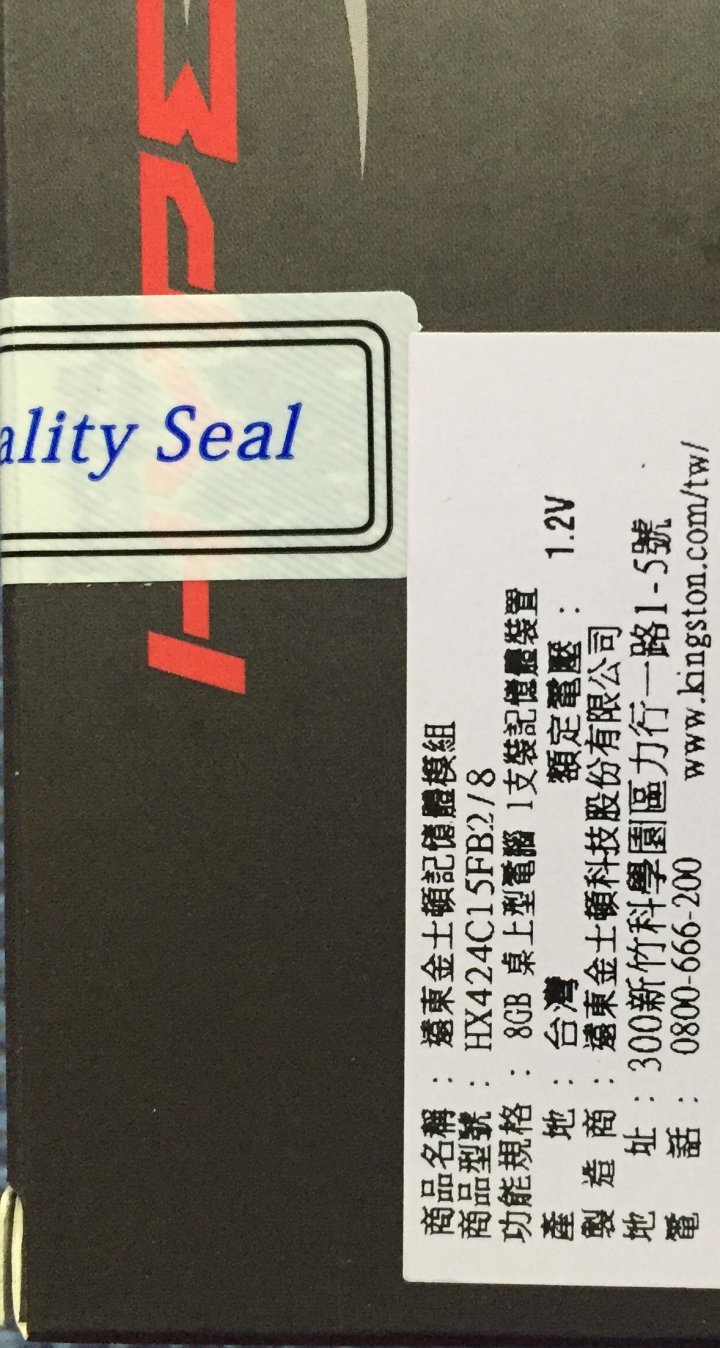 HYPE
ality Seal
商品名稱： 遠東金士頓記憶體模組
商品型號： HX424C15FB2/8
功能規格： 8GB 桌上型電腦 1支裝記憶體裝置
產 地： 台灣 額定電壓： 1.2V
製 造 商： 遠東金士頓科技股份有限公司
地 址： 300新竹科學園區力行一路1-5號
電 話： 0800-666-200 www.kingston.com/tw/